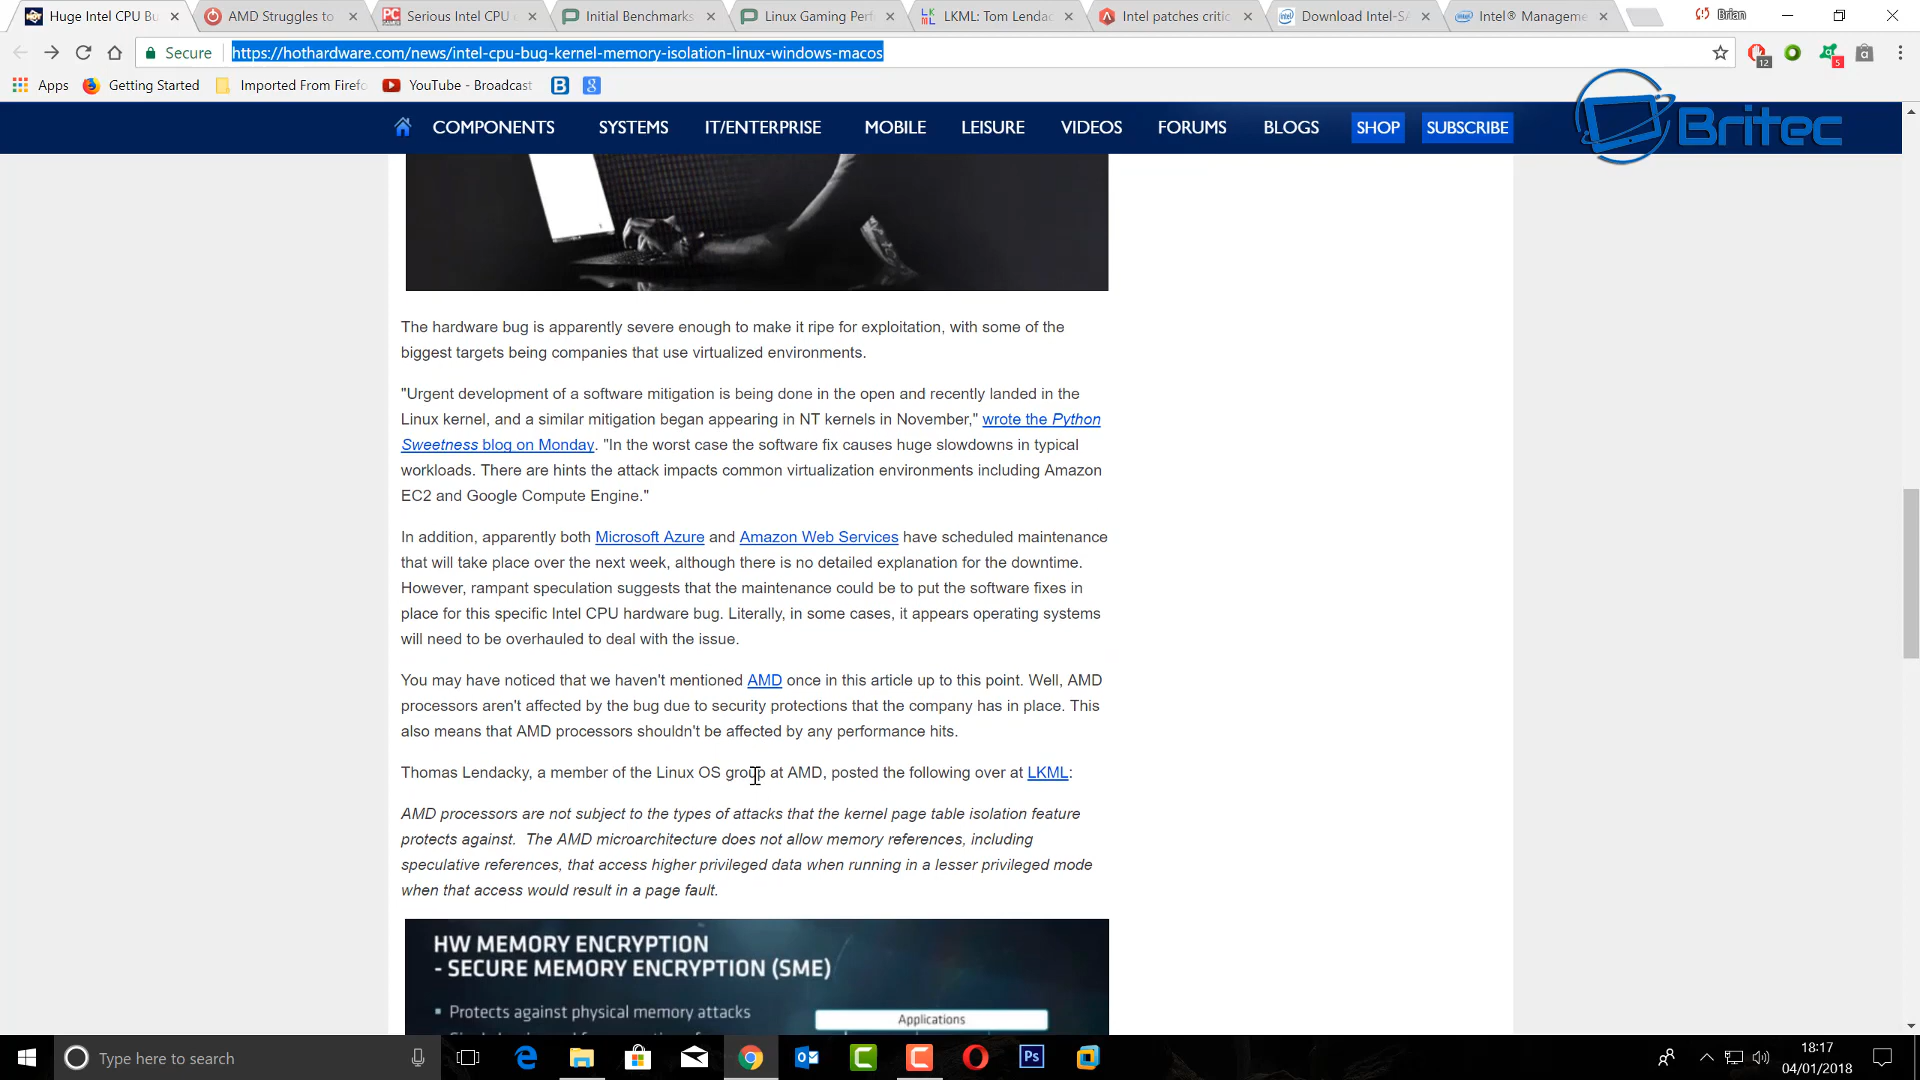 Huge Intel CPU Bu
AMD Struggles to
Serious Intel CPU
Initial Benchmarks
Linux Gaming Perf
LKML: Tom Lendac
Intel patches critic
Download Intel-SA
Intel® Manageme
Brian
Secure
https://hothardware.com/news/intel-cpu-bug-kernel-memory-isolation-linux-windows-macos
12
5
Apps
Getting Started
Imported From Firefo
YouTube - Broadcast
COMPONENTS
SYSTEMS
IT/ENTERPRISE
MOBILE
LEISURE
VIDEOS
FORUMS
BLOGS
SHOP
SUBSCRIBE
Britec
The hardware bug is apparently severe enough to make it ripe for exploitation, with some of the
biggest targets being companies that use virtualized environments.
"Urgent development of a software mitigation is being done in the open and recently landed in the
Linux kernel, and a similar mitigation began appearing in NT kernels in November," wrote the Python
Sweetness blog on Monday. "In the worst case the software fix causes huge slowdowns in typical
workloads. There are hints the attack impacts common virtualization environments including Amazon
EC2 and Google Compute Engine."
In addition, apparently both Microsoft Azure and Amazon Web Services have scheduled maintenance
that will take place over the next week, although there is no detailed explanation for the downtime.
However, rampant speculation suggests that the maintenance could be to put the software fixes in
place for this specific Intel CPU hardware bug. Literally, in some cases, it appears operating systems
will need to be overhauled to deal with the issue.
You may have noticed that we haven't mentioned AMD once in this article up to this point. Well, AMD
processors aren't affected by the bug due to security protections that the company has in place. This
also means that AMD processors shouldn't be affected by any performance hits.
Thomas Lendacky, a member of the Linux OS group at AMD, posted the following over at LKML:
AMD processors are not subject to the types of attacks that the kernel page table isolation feature
protects against.  The AMD microarchitecture does not allow memory references, including
speculative references, that access higher privileged data when running in a lesser privileged mode
when that access would result in a page fault.
HW MEMORY ENCRYPTION
- SECURE MEMORY ENCRYPTION (SME)
▪ Protects against physical memory attacks
Applications
Type here to search
18:17
04/01/2018